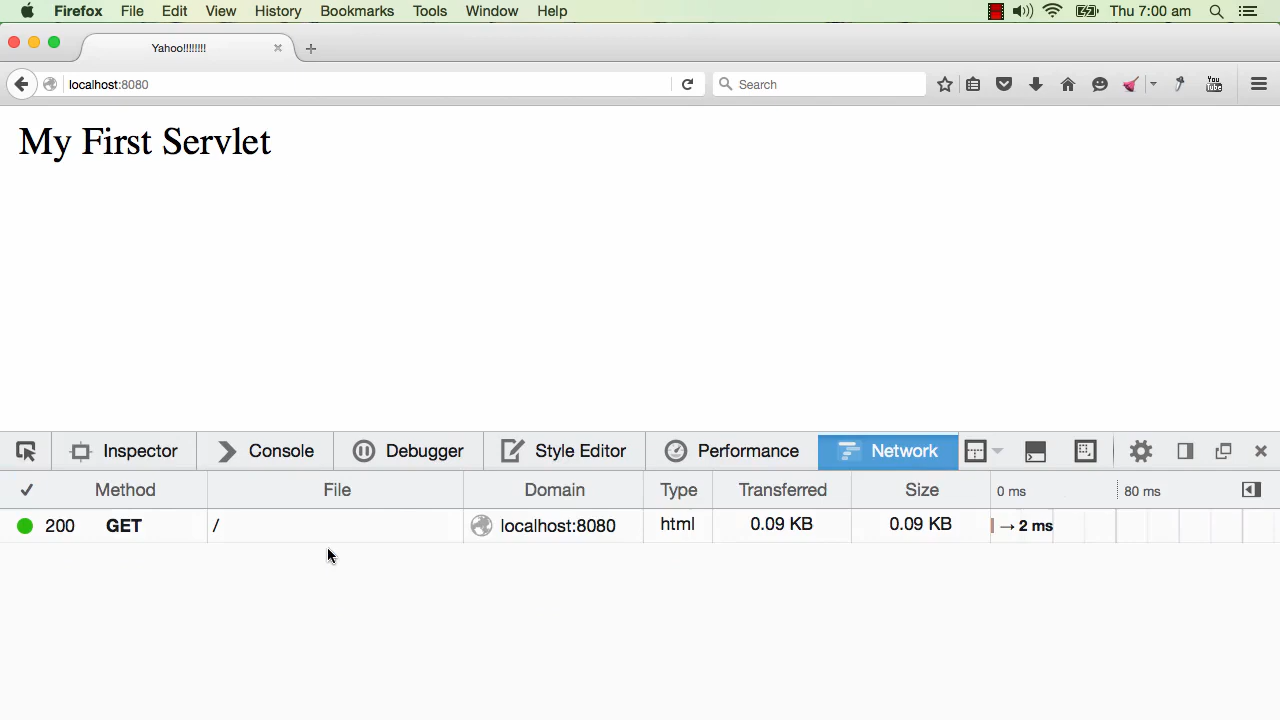 Firefox File Edit View History Bookmarks Tools Window Help Thu 7:00 am
Yahoo!!!!!!!!
localhost:8080 Search You Tube
My First Servlet
Inspector Console Debugger Style Editor Performance Network
✓ Method File Domain Type Transferred Size 0 ms 80 ms
200 GET / localhost:8080 html 0.09 KB 0.09 KB → 2 ms